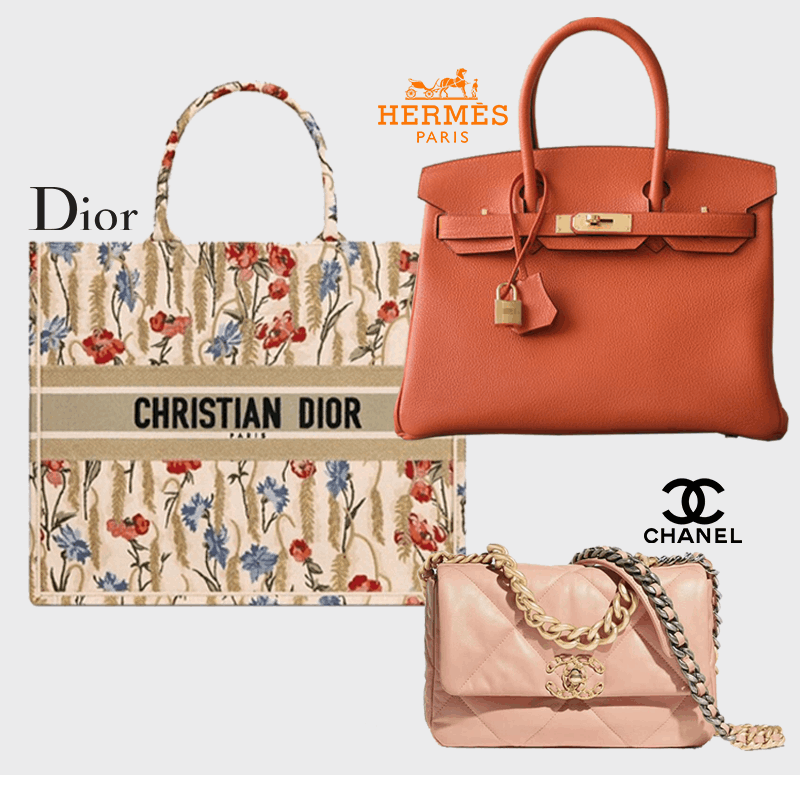 HERMÈS
PARIS
Dior
CHRISTIAN DIOR
PARIS
CHANEL